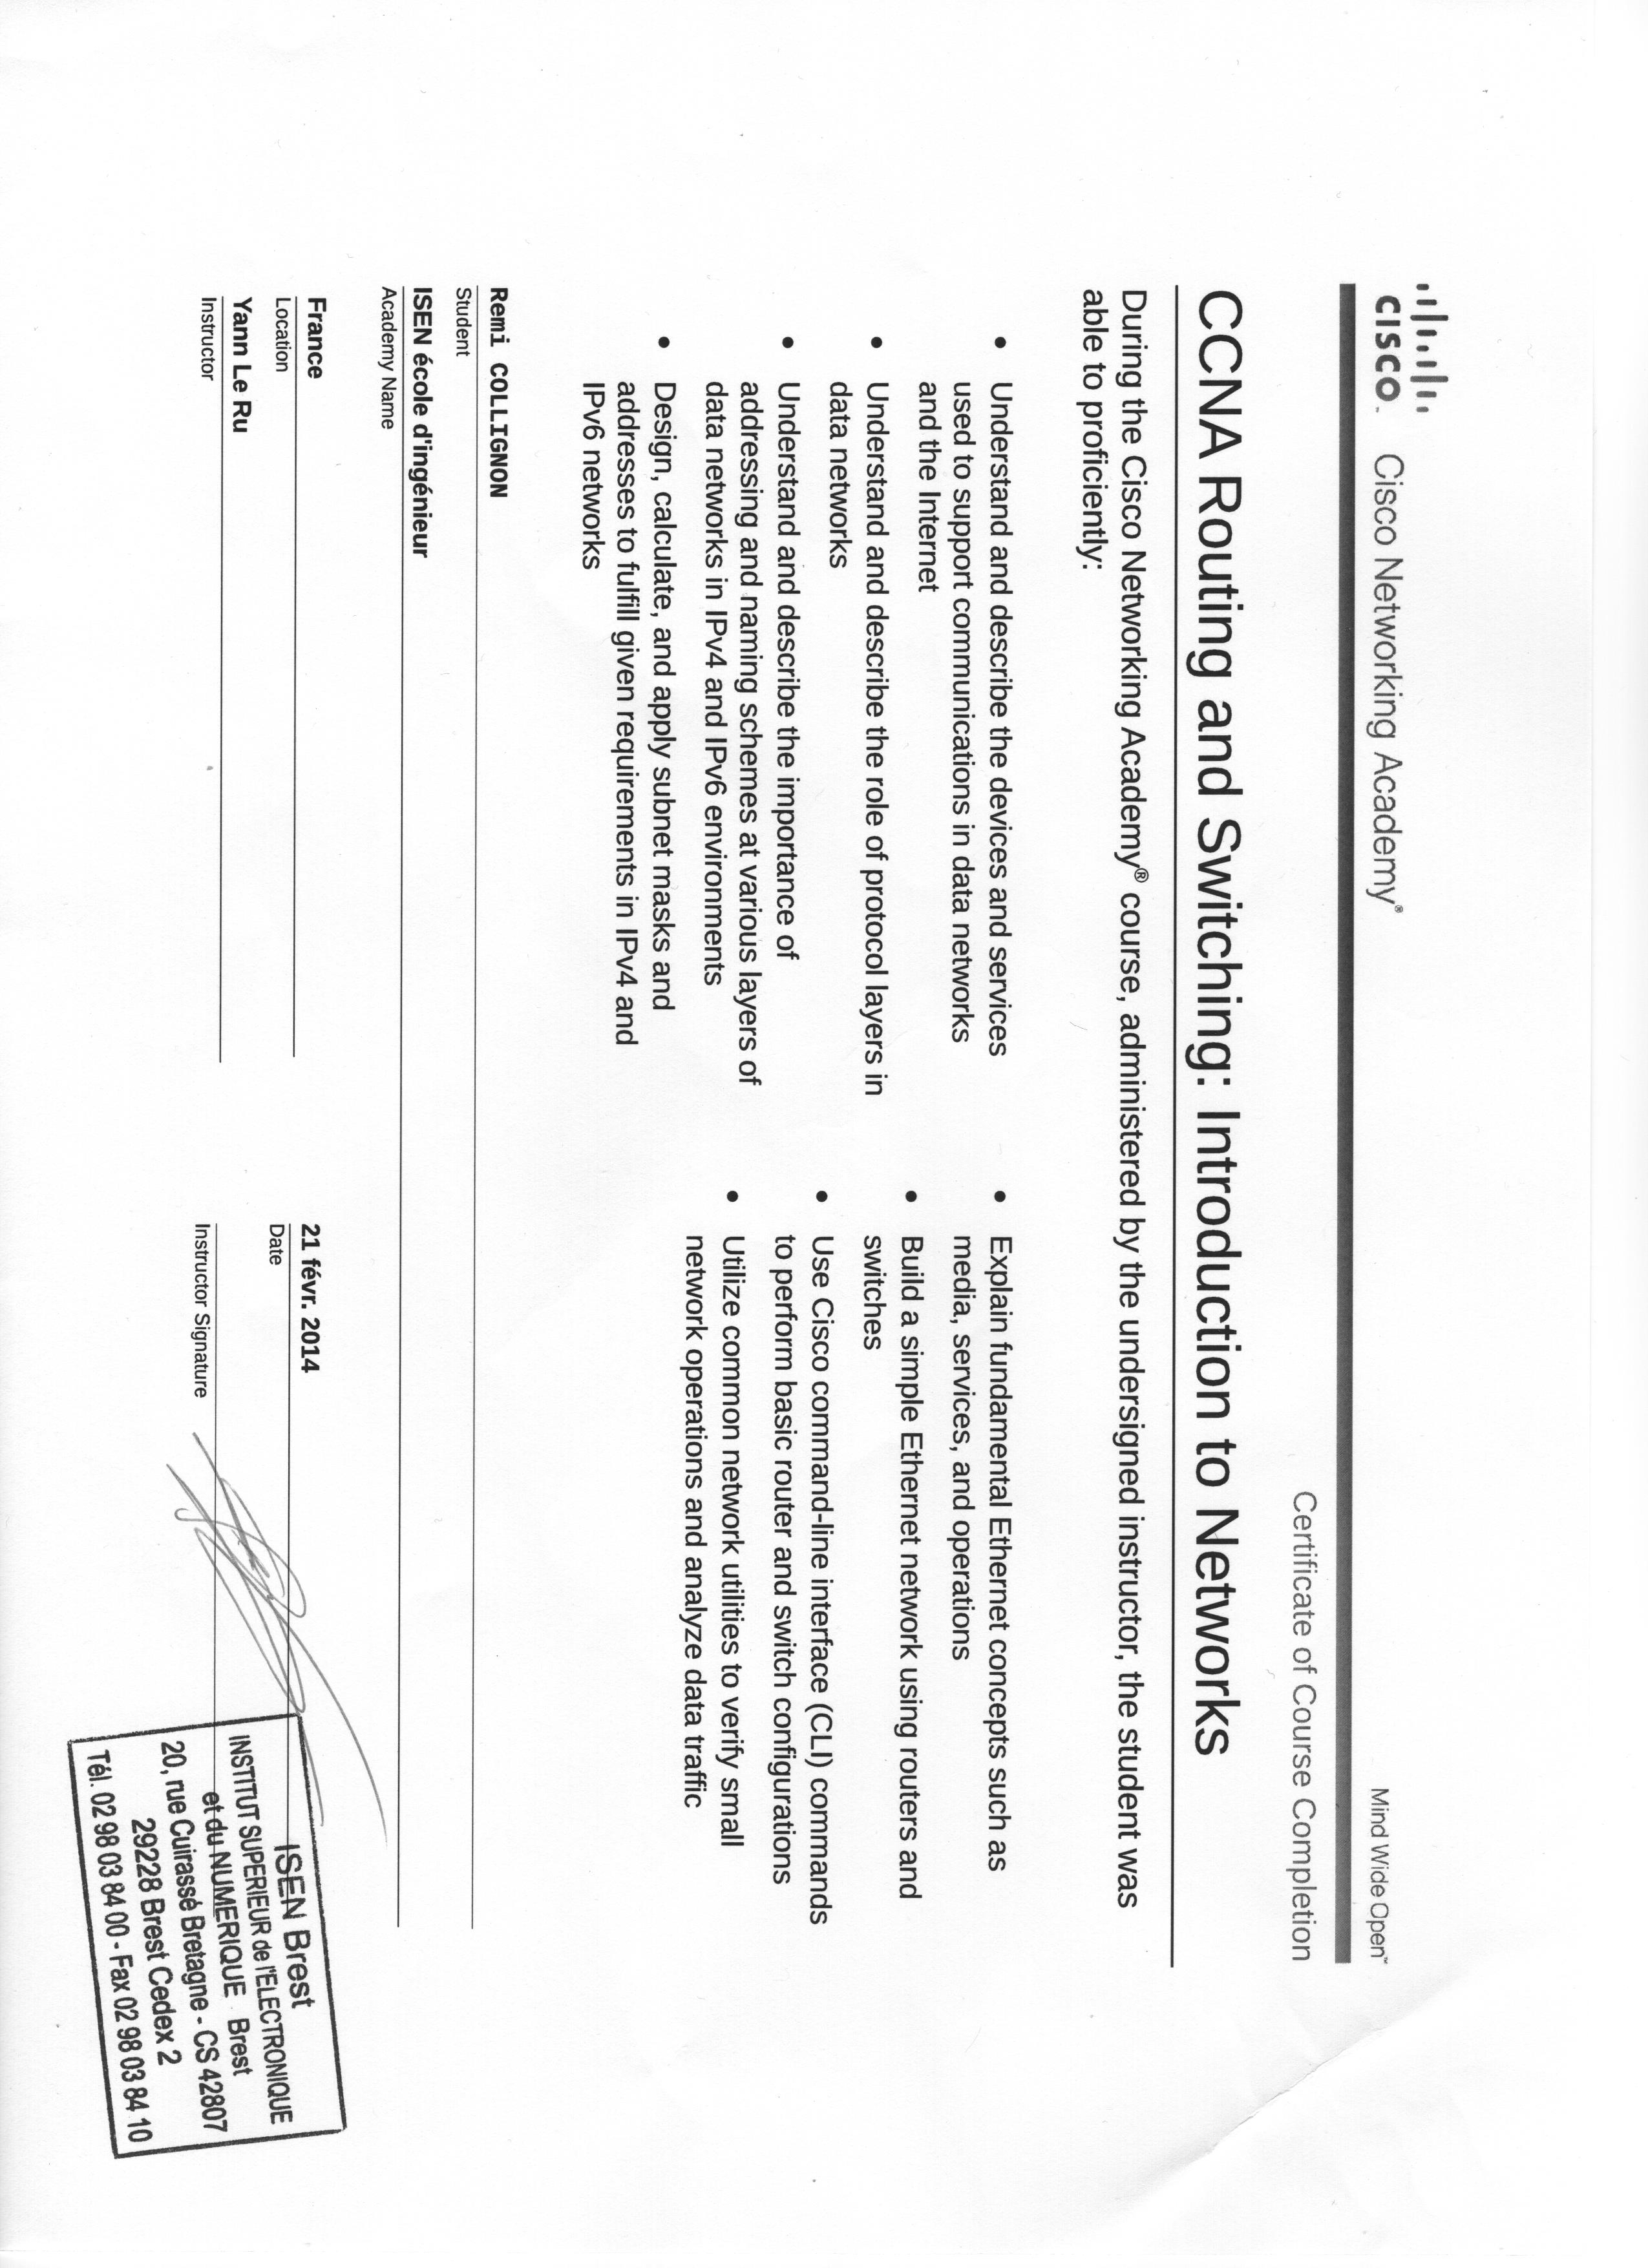 CISCO. Cisco Networking Academy®
Mind Wide Open™
Certificate of Course Completion
CCNA Routing and Switching: Introduction to Networks
During the Cisco Networking Academy® course, administered by the undersigned instructor, the student was
able to proficiently:
• Understand and describe the devices and services
used to support communications in data networks
and the Internet
• Understand and describe the role of protocol layers in
data networks
• Understand and describe the importance of
addressing and naming schemes at various layers of
data networks in IPv4 and IPv6 environments
• Design, calculate, and apply subnet masks and
addresses to fulfill given requirements in IPv4 and
IPv6 networks
• Explain fundamental Ethernet concepts such as
media, services, and operations
• Build a simple Ethernet network using routers and
switches
• Use Cisco command-line interface (CLI) commands
to perform basic router and switch configurations
• Utilize common network utilities to verify small
network operations and analyze data traffic
Remi COLLIGNON
Student
ISEN école d'ingénieur
Academy Name
France
Location
Yann Le Ru
Instructor
21 févr. 2014
Date
Instructor Signature
ISEN Brest
INSTITUT SUPERIEUR de l'ELECTRONIQUE
et du NUMERIQUE Brest
20, rue Cuirassé Bretagne - CS 42807
29228 Brest Cedex 2
Tél. 02 98 03 84 00 - Fax 02 98 03 84 10